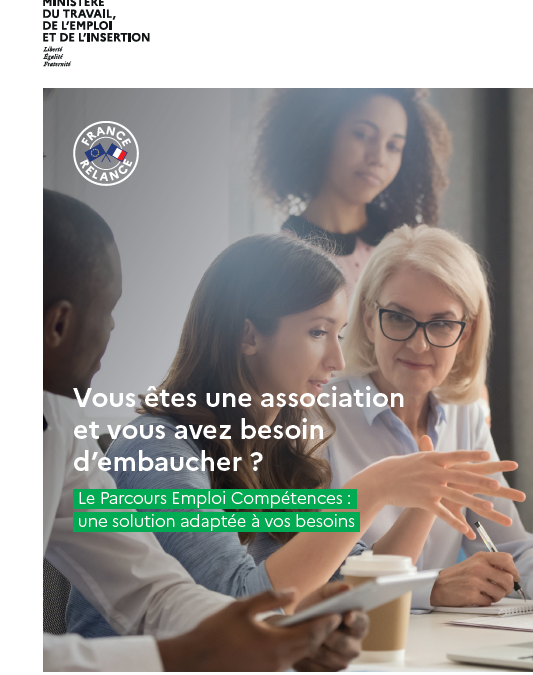 MINISTÈRE
DU TRAVAIL,
DE L'EMPLOI
ET DE L'INSERTION
Liberté
Égalité
Fraternité
FRANCE
RELANCE
Vous êtes une association
et vous avez besoin
d'embaucher ?
Le Parcours Emploi Compétences :
une solution adaptée à vos besoins